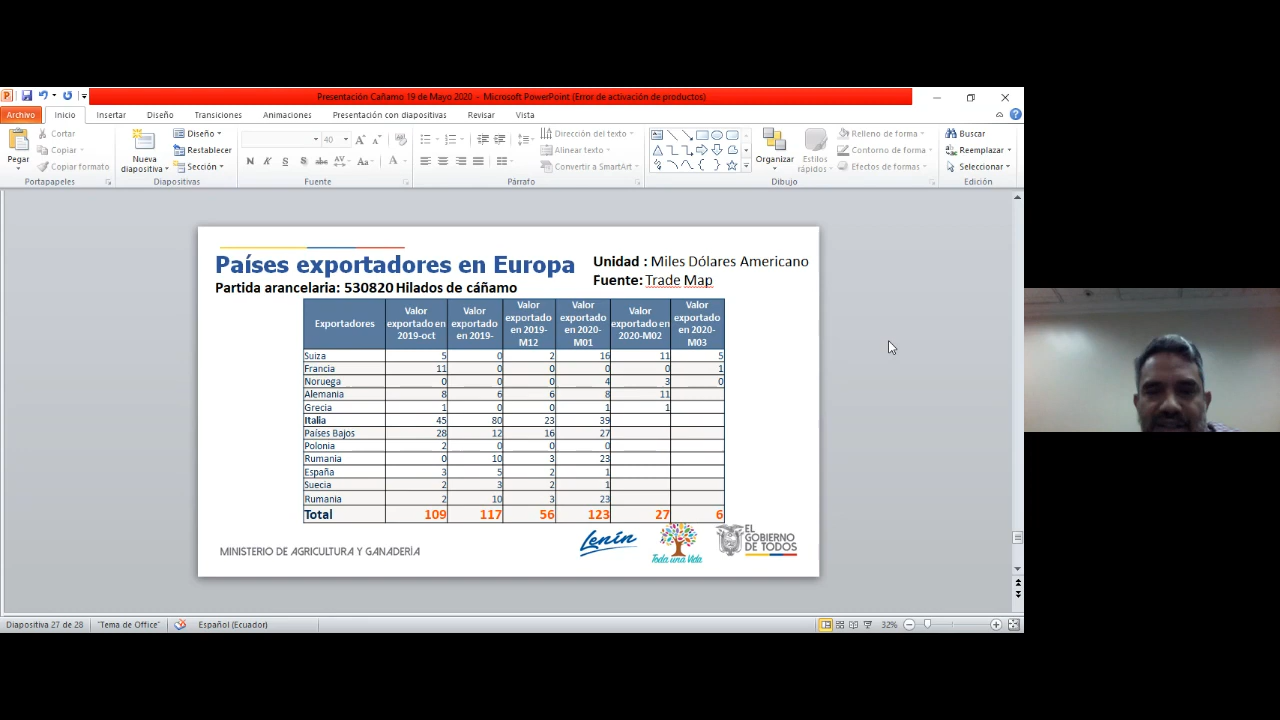 Presentación Cañamo 19 de Mayo 2020 - Microsoft PowerPoint (Error de activación de productos)
Archivo Inicio Insertar Diseño Transiciones Animaciones Presentación con diapositivas Revisar Vista
Pegar
Cortar
Copiar
Copiar formato
Portapapeles
Nueva diapositiva
Diseño
Restablecer
Sección
Diapositivas
40
N K S S abc AV Aa A
Fuente
Dirección del texto
Alinear texto
Convertir a SmartArt
Párrafo
Organizar
Estilos rápidos
Relleno de forma
Contorno de forma
Efectos de formas
Dibujo
Buscar
Reemplazar
Seleccionar
Edición
Países exportadores en Europa
Partida arancelaria: 530820 Hilados de cáñamo
Unidad : Miles Dólares Americano
Fuente: Trade Map
Exportadores | Valor exportado en 2019-oct | Valor exportado en 2019- | Valor exportado en 2019-M12 | Valor exportado en 2020-M01 | Valor exportado en 2020-M02 | Valor exportado en 2020-M03
Suiza 5 0 2 16 11 5
Francia 11 0 0 0 0 1
Noruega 0 0 0 4 3 0
Alemania 8 6 6 8 11
Grecia 1 0 0 1 1
Italia 45 80 23 39
Países Bajos 28 12 16 27
Polonia 2 0 0 0
Rumania 0 10 3 23
España 3 5 2 1
Suecia 2 3 2 1
Rumania 2 10 3 23
Total 109 117 56 123 27 6
MINISTERIO DE AGRICULTURA Y GANADERÍA
Lenín
Toda una Vida
EL GOBIERNO DE TODOS
Diapositiva 27 de 28 "Tema de Office" Español (Ecuador) 32%